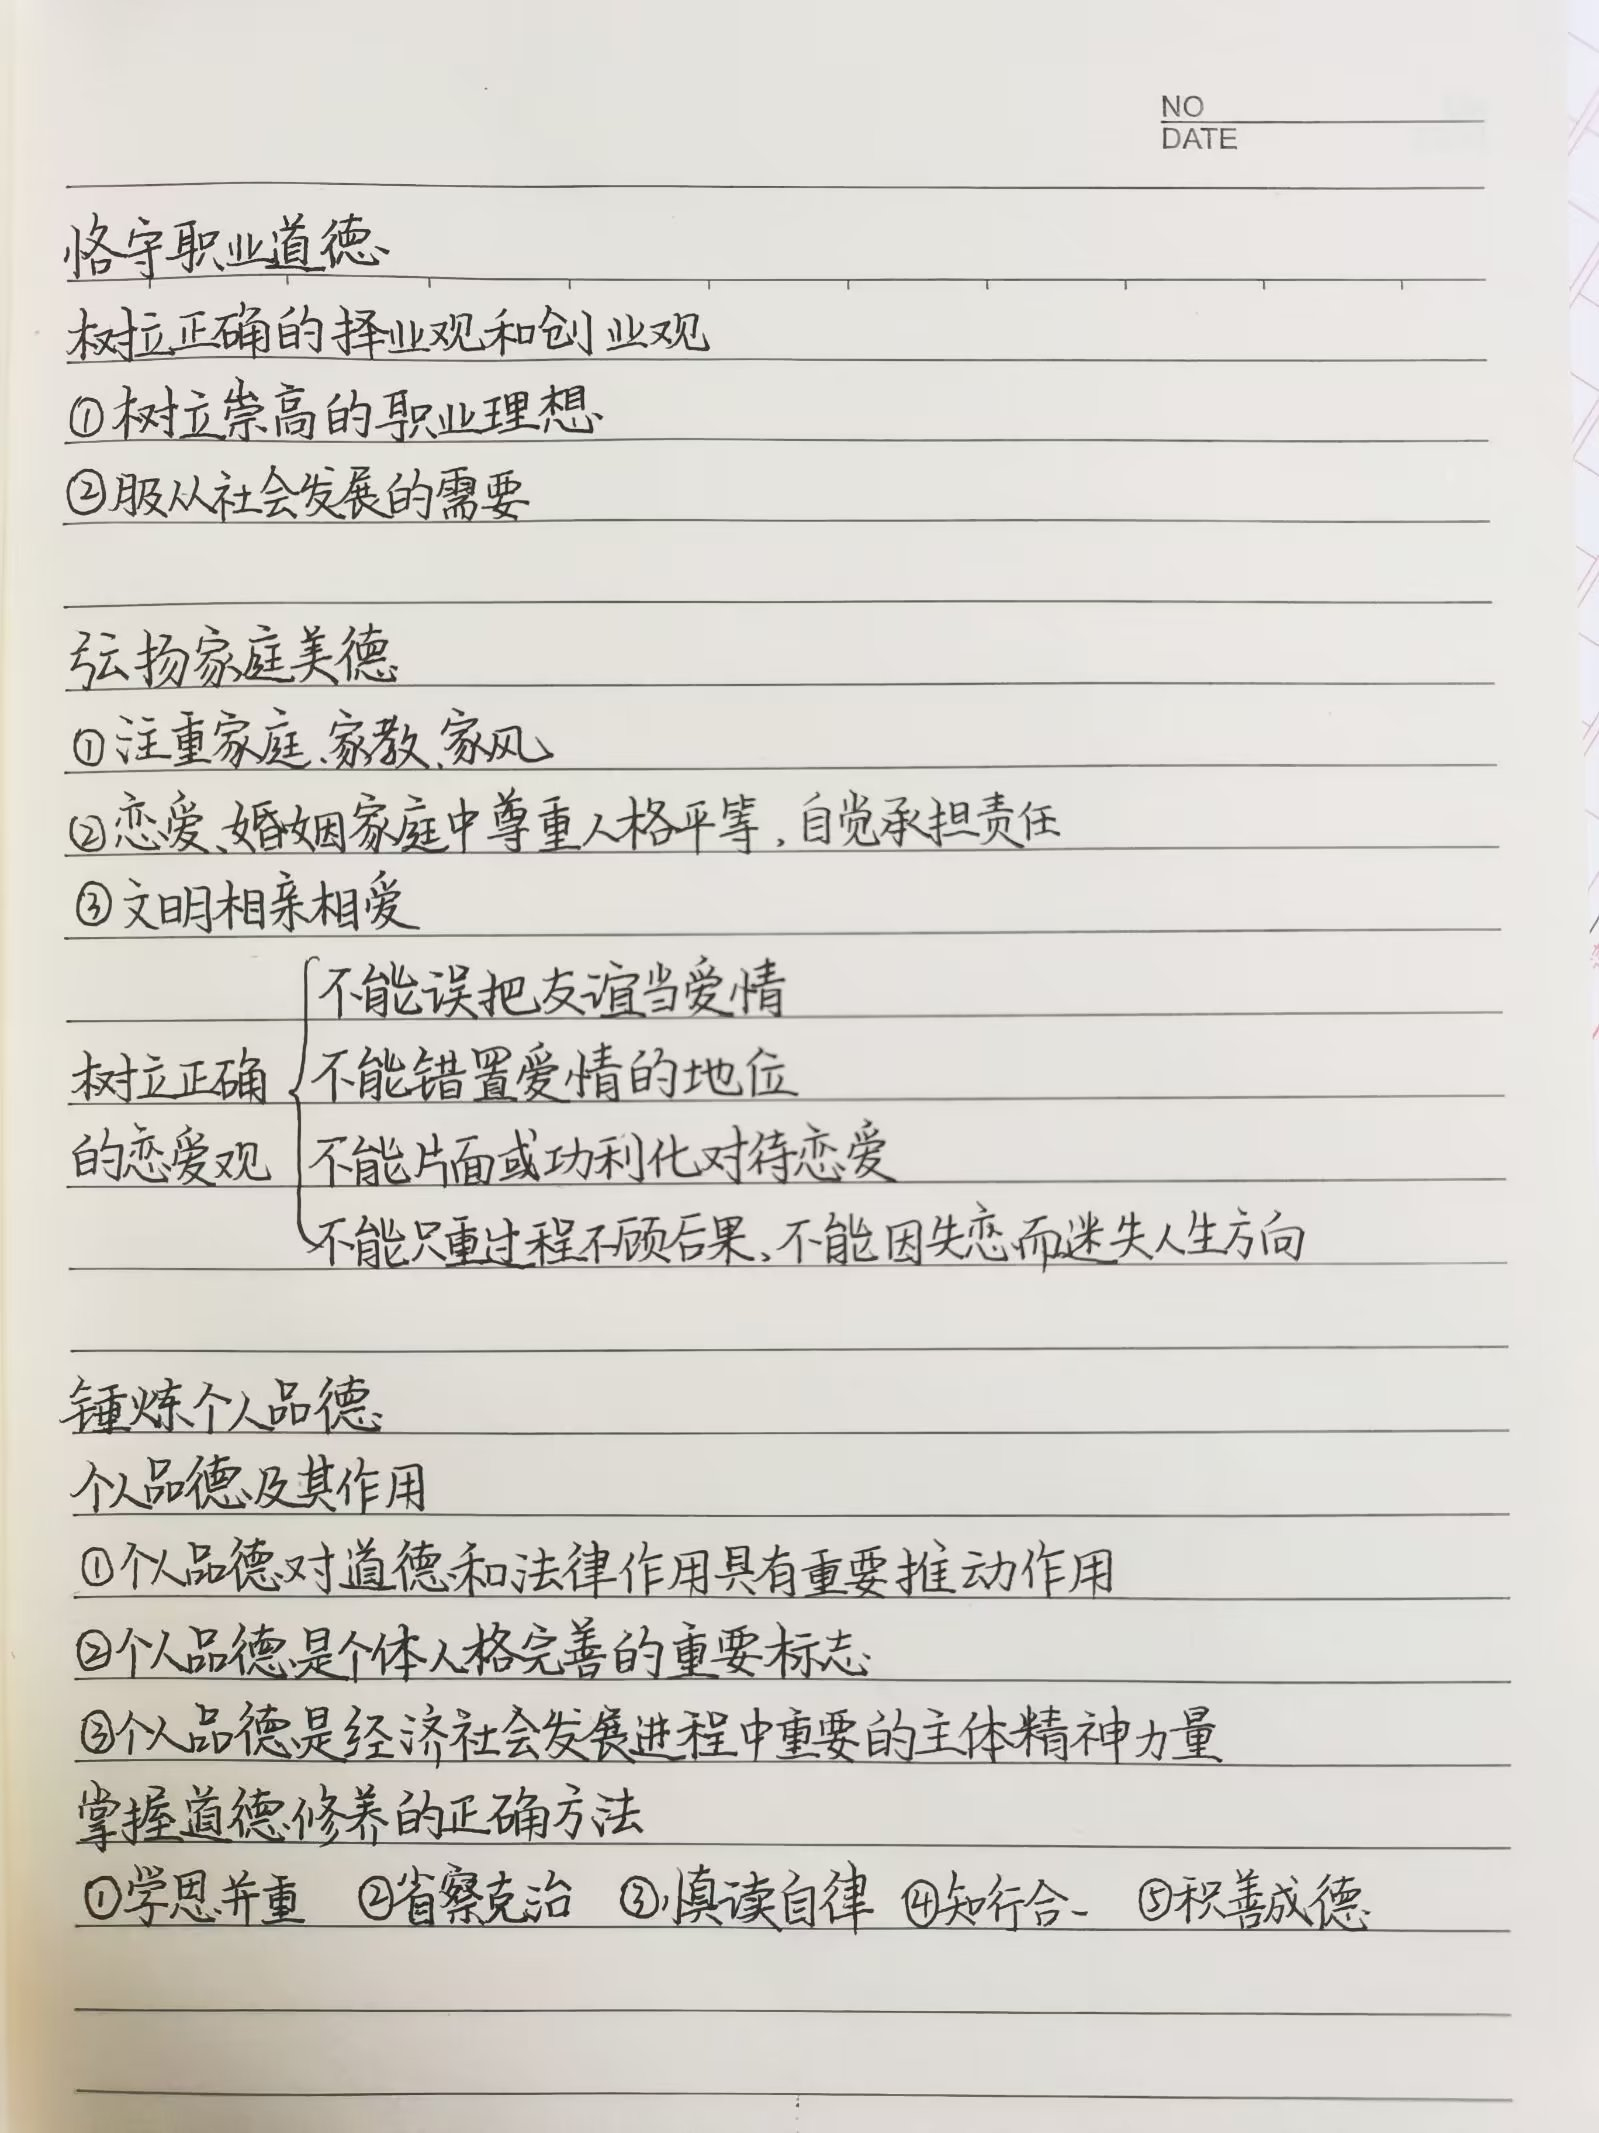 NO
DATE
恪守职业道德
树立正确的择业观和创业观
①树立崇高的职业理想
②服从社会发展的需要
弘扬家庭美德
①注重家庭、家教、家风
②恋爱、婚姻家庭中尊重人格平等，自觉承担责任
③文明相亲相爱
不能误把友谊当爱情
树立正确 不能错置爱情的地位
的恋爱观 不能片面或功利化对待恋爱
不能只重过程不顾后果、不能因失恋而迷失人生方向
锤炼个人品德
个人品德及其作用
①个人品德对道德和法律作用具有重要推动作用
②个人品德是个体人格完善的重要标志
③个人品德是经济社会发展进程中重要的主体精神力量
掌握道德修养的正确方法
①学思并重 ②省察克治 ③慎读自律 ④知行合一 ⑤积善成德